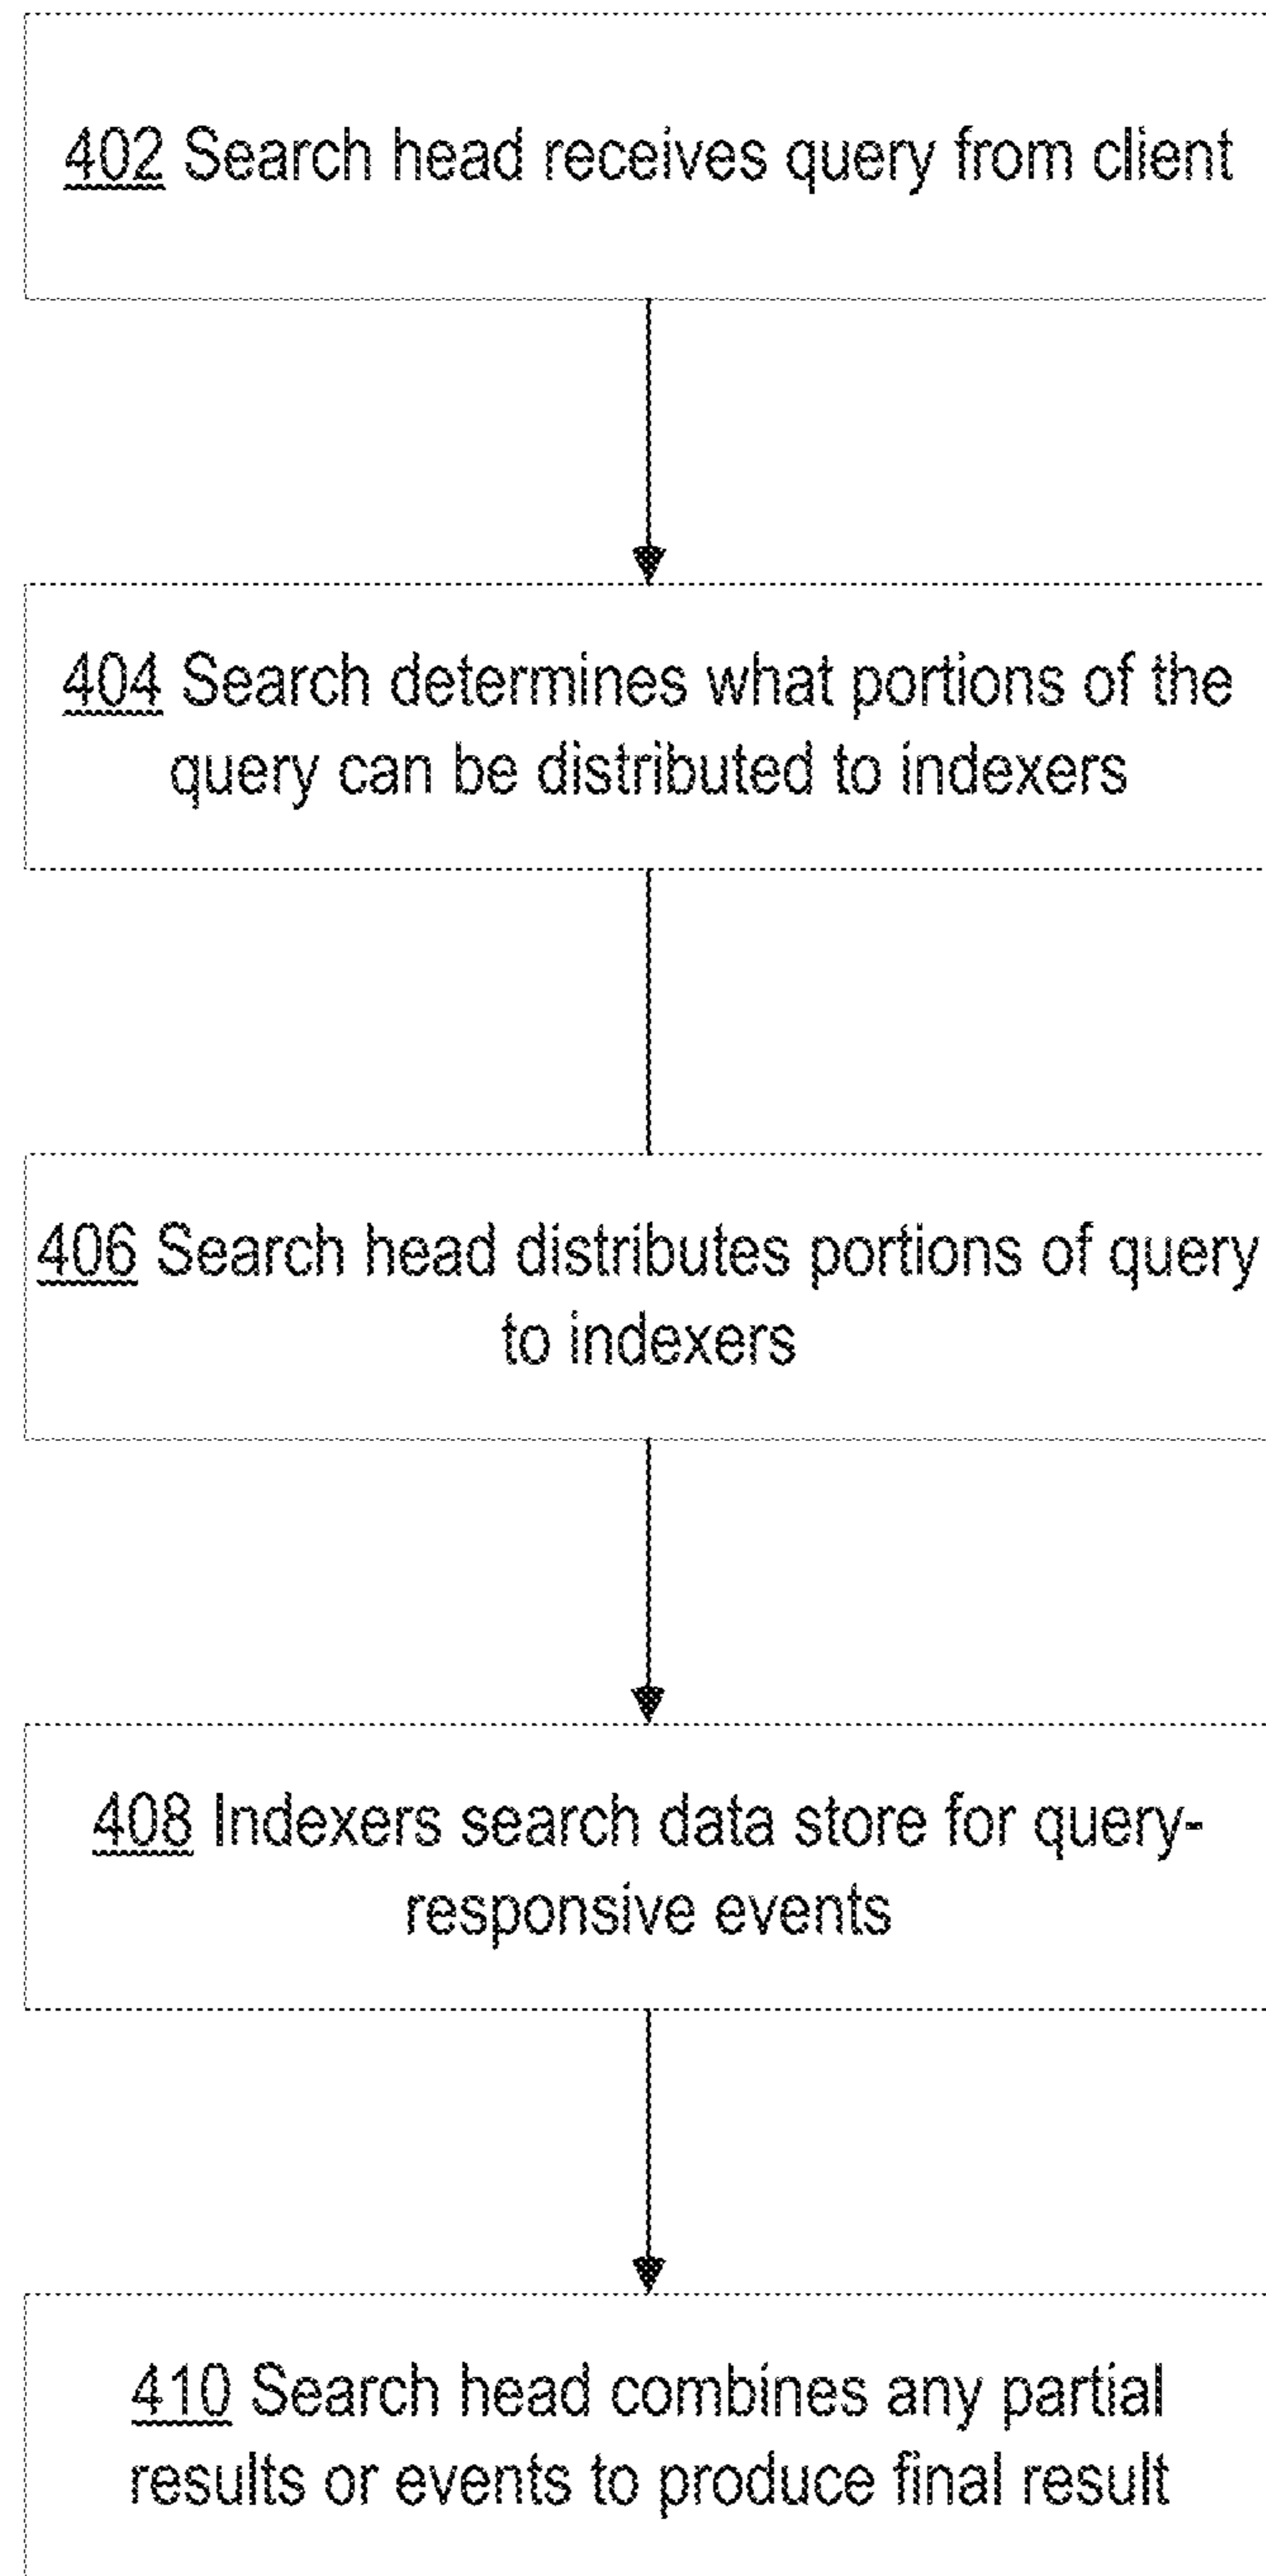 402 Search head receives query from client
404 Search determines what portions of the
query can be distributed to indexers
406 Search head distributes portions of query
to indexers
408 Indexers search data store for query-
responsive events
410 Search head combines any partial
results or events to produce final result